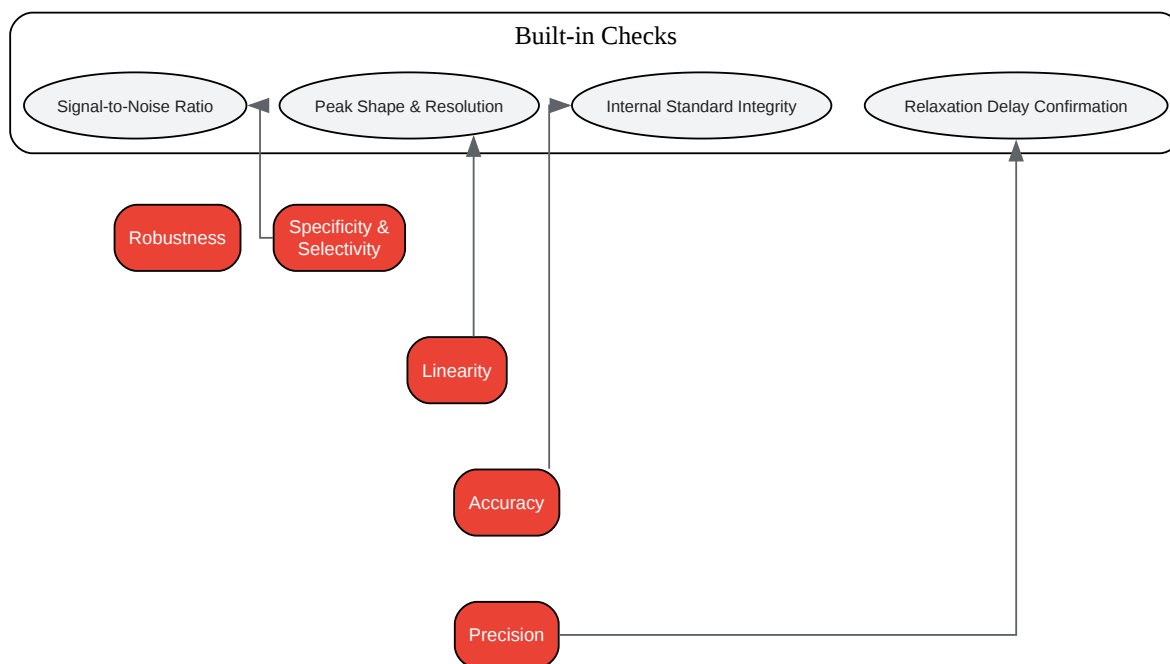 Built-in Checks
Signal-to-Noise Ratio
Peak Shape & Resolution
Internal Standard Integrity
Relaxation Delay Confirmation
Robustness
Specificity &
Selectivity
Linearity
Accuracy
Precision